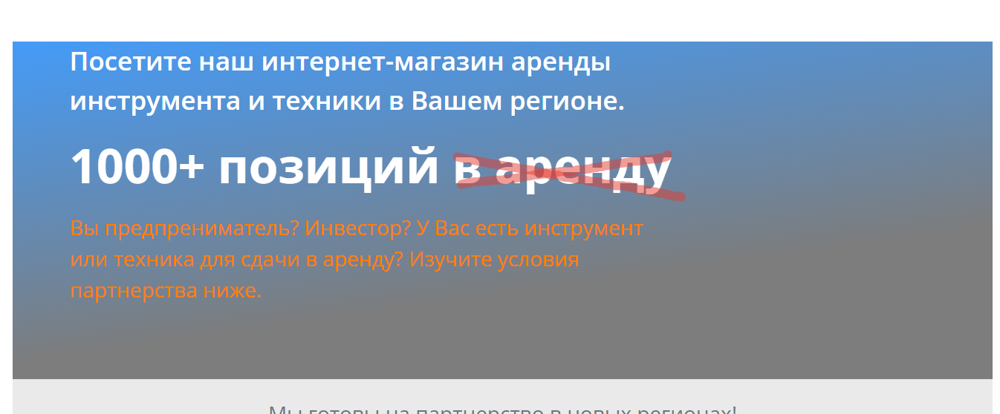 Посетите наш интернет-магазин аренды
инструмента и техники в Вашем регионе.
1000+ позиций в аренду
Вы предпрениматель? Инвестор? У Вас есть инструмент
или техника для сдачи в аренду? Изучите условия
партнерства ниже.
Мы готовы на партнерство в новых регионах!